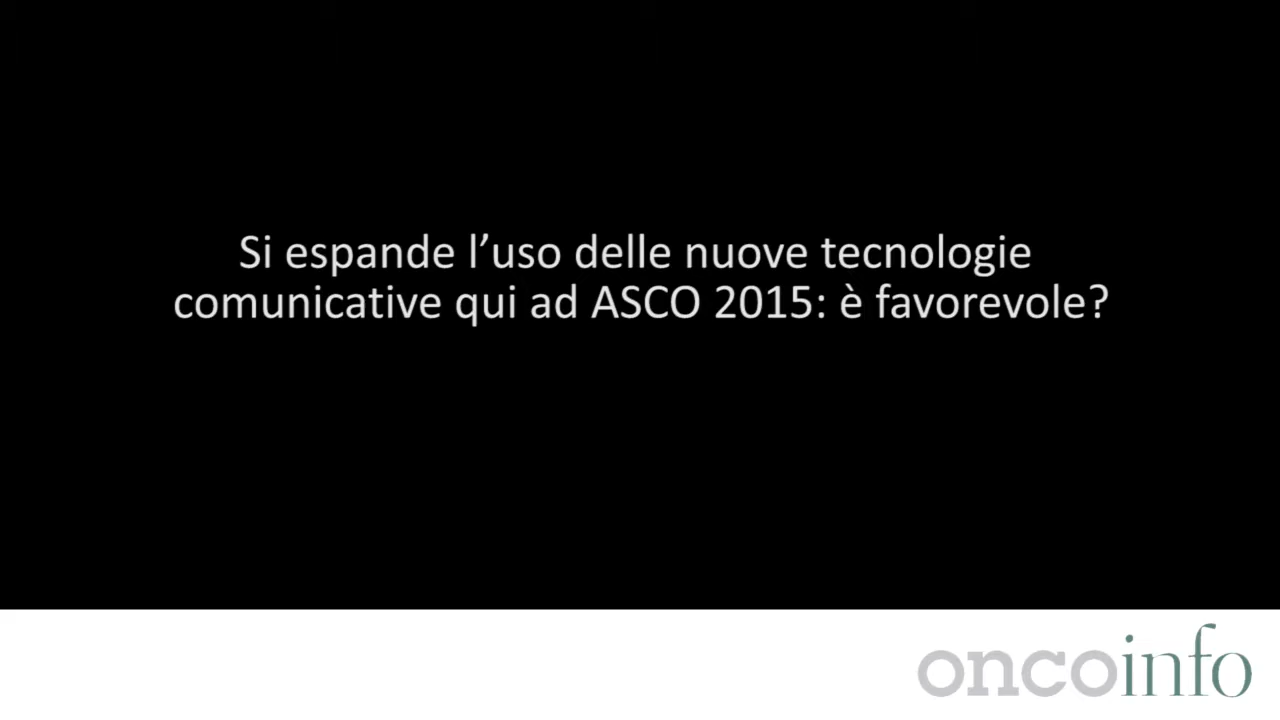 Si espande l’uso delle nuove tecnologie
comunicative qui ad ASCO 2015: è favorevole?
oncoinfo